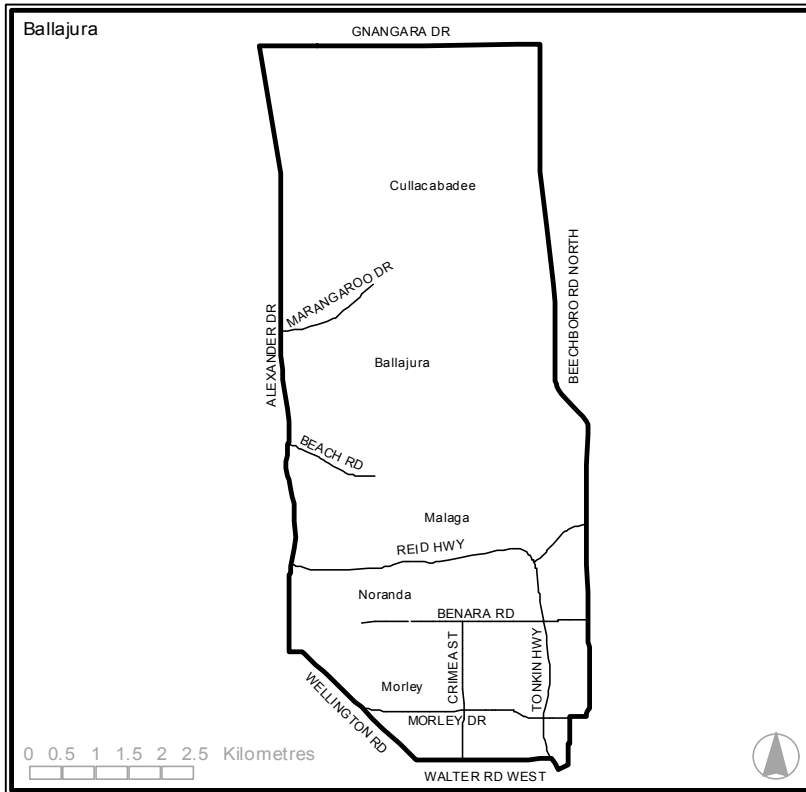 Ballajura
GNANGARA DR
Cullacabadee
BEECHBORO RD NORTH
MARANGAROO DR
ALEXANDER DR
Ballajura
BEACH RD
Malaga
REID HWY
Noranda
BENARA RD
CRIMEA ST
TONKIN HWY
Morley
WELLINGTON RD
MORLEY DR
0 0.5 1 1.5 2 2.5 Kilometres
WALTER RD WEST